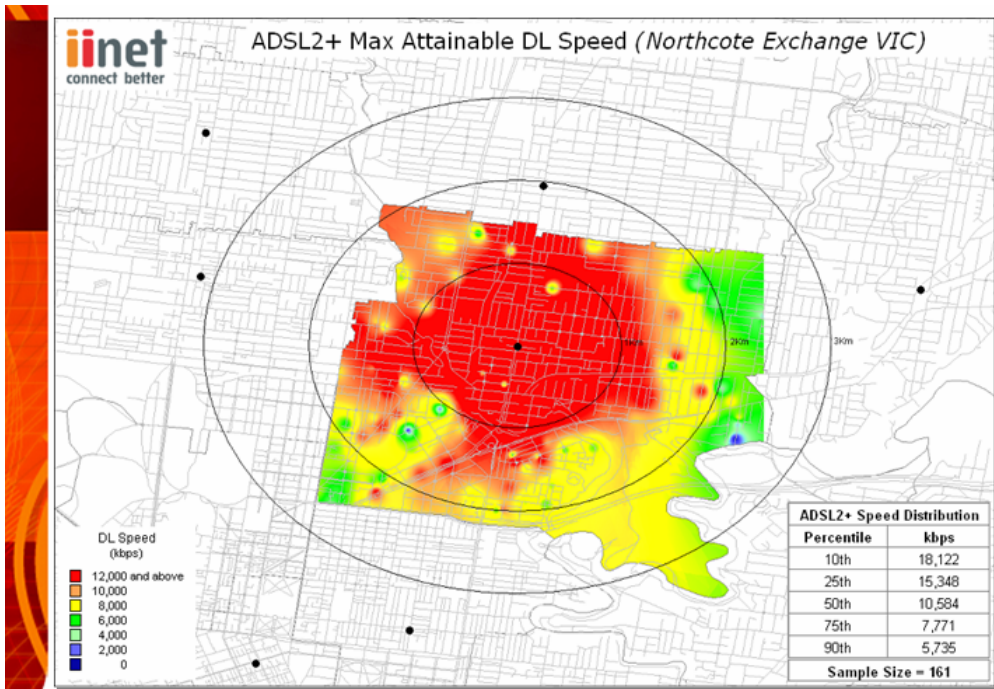 iinet
connect better
ADSL2+ Max Attainable DL Speed (Northcote Exchange VIC)
1Km
2Km
3Km
DL Speed
(kbps)
12,000 and above
10,000
8,000
6,000
4,000
2,000
0
ADSL2+ Speed Distribution
Percentile kbps
10th 18,122
25th 15,348
50th 10,584
75th 7,771
90th 5,735
Sample Size = 161